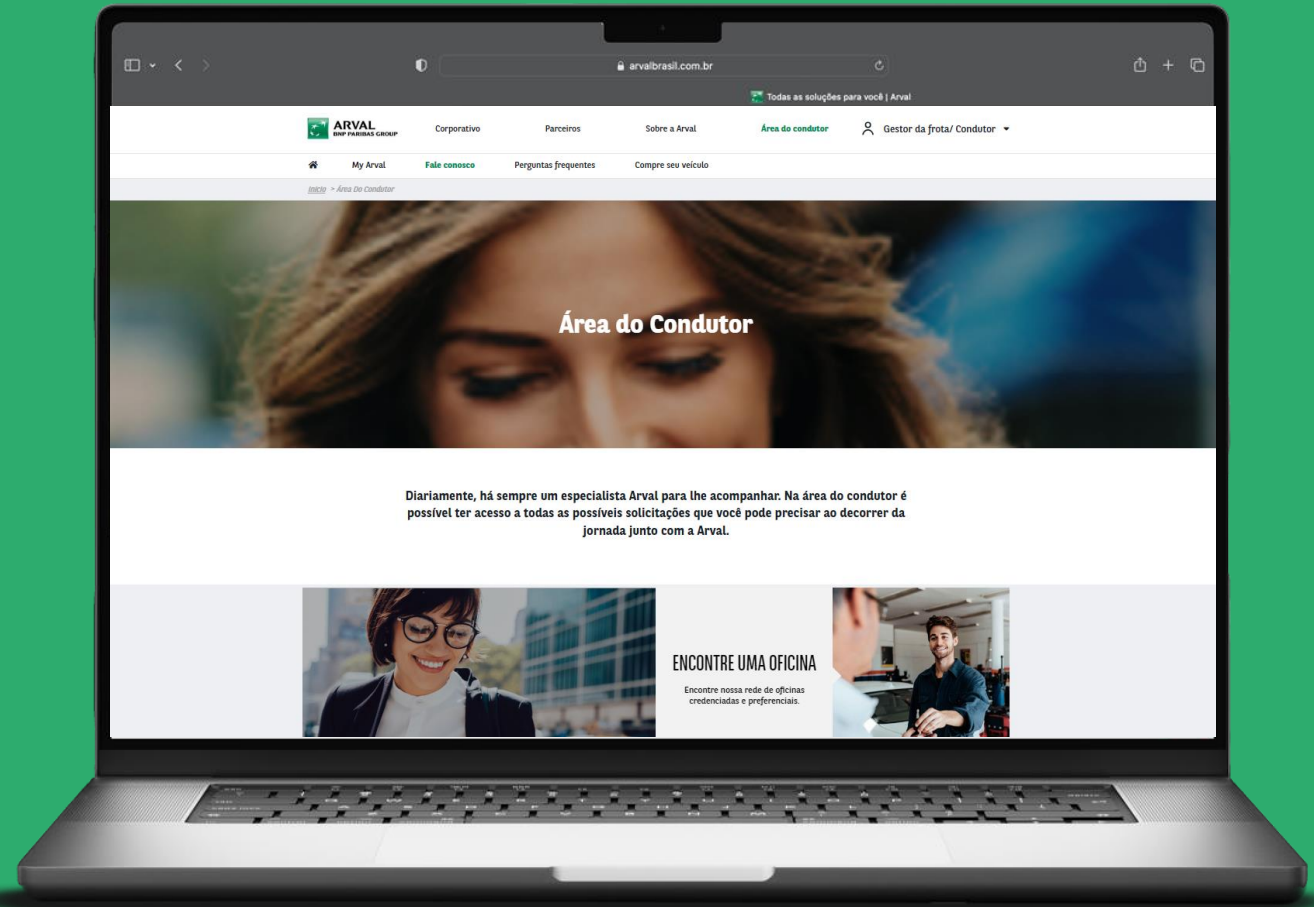 arvalbrasil.com.br
Todas as soluções para você | Arval
ARVAL
BNP PARIBAS GROUP
Corporativo
Parceiros
Sobre a Arval
Área do condutor
Gestor da frota/ Condutor
My Arval
Fale conosco
Perguntas frequentes
Compre seu veículo
Início > Área Do Condutor
Área do Condutor
Diariamente, há sempre um especialista Arval para lhe acompanhar. Na área do condutor é
possível ter acesso a todas as possíveis solicitações que você pode precisar ao decorrer da
jornada junto com a Arval.
ENCONTRE UMA OFICINA
Encontre nossa rede de oficinas
credenciadas e preferenciais.